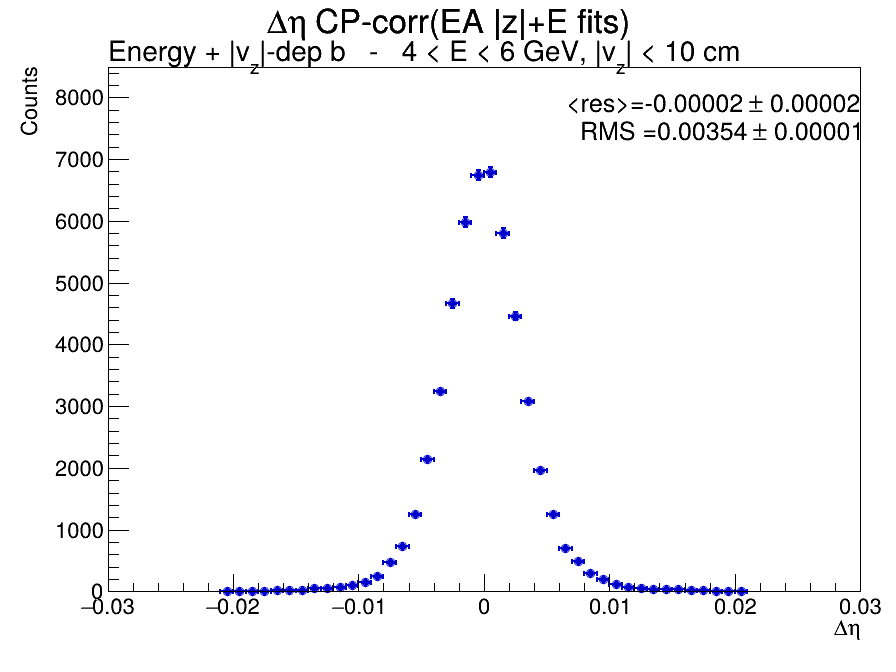 Δη CP-corr(EA |z|+E fits)
Energy + |v_z|-dep b - 4 < E < 6 GeV, |v_z| < 10 cm
<res>=-0.00002 ± 0.00002
RMS =0.00354 ± 0.00001
Counts
8000
7000
6000
5000
4000
3000
2000
1000
0
−0.03 −0.02 −0.01 0 0.01 0.02 0.03
Δη